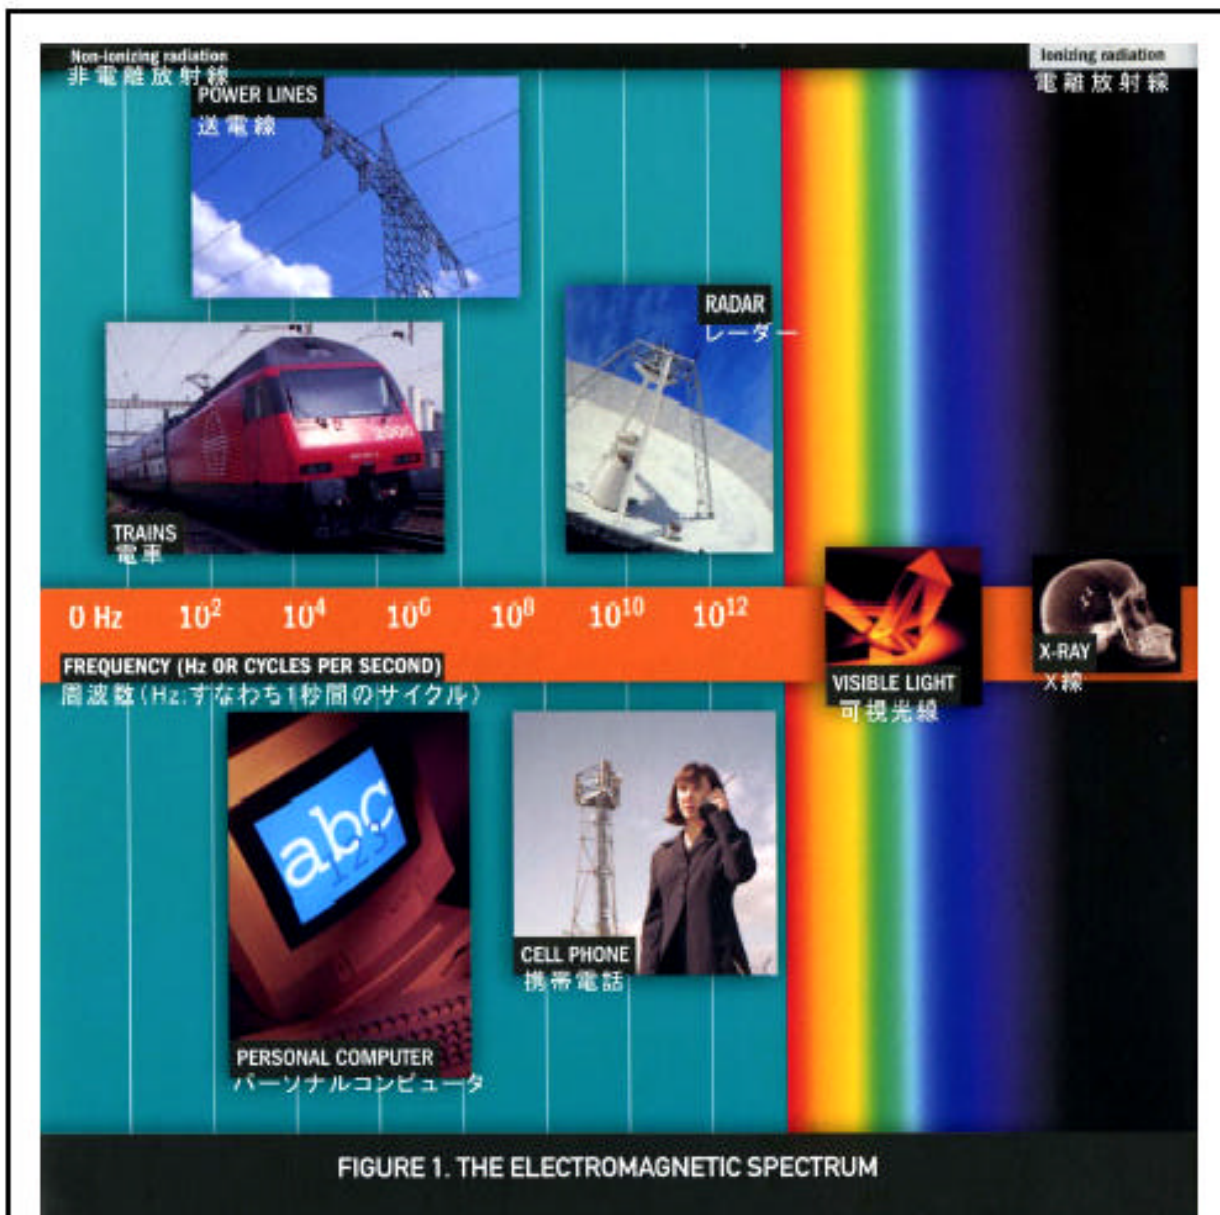 Non-ionizing radiation
非電離放射線
Ionizing radiation
電離放射線
POWER LINES
送電線
RADAR
レーダー
2000
TRAINS
電車
0 Hz 10² 10⁴ 10⁶ 10⁸ 10¹⁰ 10¹²
FREQUENCY (Hz OR CYCLES PER SECOND)
周波数(Hz:すなわち1秒間のサイクル)
VISIBLE LIGHT
可視光線
X-RAY
X線
abc
123
CELL PHONE
携帯電話
PERSONAL COMPUTER
パーソナルコンピュータ
FIGURE 1. THE ELECTROMAGNETIC SPECTRUM